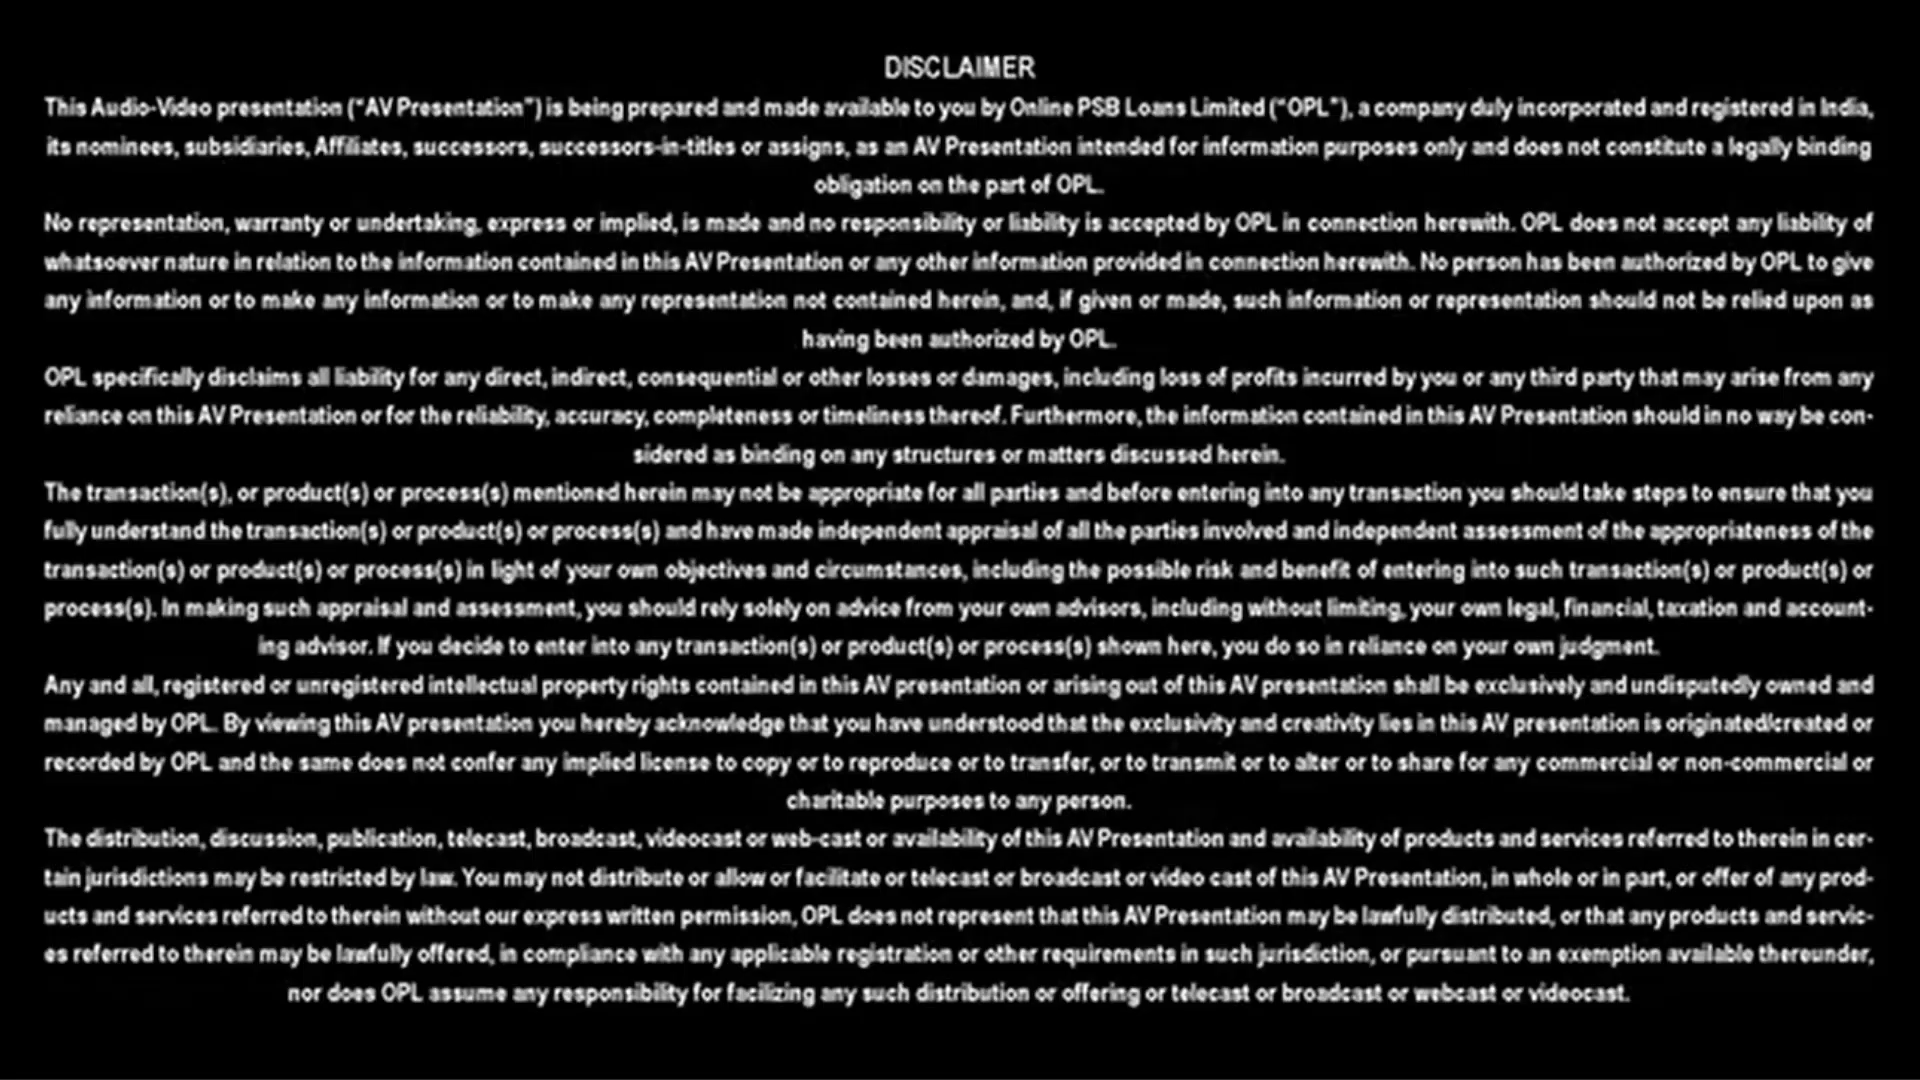 DISCLAIMER
This Audio-Video presentation ("AV Presentation") is being prepared and made available to you by Online PSB Loans Limited ("OPL"), a company duly incorporated and registered in India,
its nominees, subsidiaries, Affiliates, successors, successors-in-titles or assigns, as an AV Presentation intended for information purposes only and does not constitute a legally binding
obligation on the part of OPL.
No representation, warranty or undertaking, express or implied, is made and no responsibility or liability is accepted by OPL in connection herewith. OPL does not accept any liability of
whatsoever nature in relation to the information contained in this AV Presentation or any other information provided in connection herewith. No person has been authorized by OPL to give
any information or to make any information or to make any representation not contained herein, and, if given or made, such information or representation should not be relied upon as
having been authorized by OPL.
OPL specifically disclaims all liability for any direct, indirect, consequential or other losses or damages, including loss of profits incurred by you or any third party that may arise from any
reliance on this AV Presentation or for the reliability, accuracy, completeness or timeliness thereof. Furthermore, the information contained in this AV Presentation should in no way be con-
sidered as binding on any structures or matters discussed herein.
The transaction(s), or product(s) or process(s) mentioned herein may not be appropriate for all parties and before entering into any transaction you should take steps to ensure that you
fully understand the transaction(s) or product(s) or process(s) and have made independent appraisal of all the parties involved and independent assessment of the appropriateness of the
transaction(s) or product(s) or process(s) in light of your own objectives and circumstances, including the possible risk and benefit of entering into such transaction(s) or product(s) or
process(s). In making such appraisal and assessment, you should rely solely on advice from your own advisors, including without limiting, your own legal, financial, taxation and account-
ing advisor. If you decide to enter into any transaction(s) or product(s) or process(s) shown here, you do so in reliance on your own judgment.
Any and all, registered or unregistered intellectual property rights contained in this AV presentation or arising out of this AV presentation shall be exclusively and undisputedly owned and
managed by OPL. By viewing this AV presentation you hereby acknowledge that you have understood that the exclusivity and creativity lies in this AV presentation is originated/created or
recorded by OPL and the same does not confer any implied license to copy or to reproduce or to transfer, or to transmit or to alter or to share for any commercial or non-commercial or
charitable purposes to any person.
The distribution, discussion, publication, telecast, broadcast, videocast or web-cast or availability of this AV Presentation and availability of products and services referred to therein in cer-
tain jurisdictions may be restricted by law. You may not distribute or allow or facilitate or telecast or broadcast or video cast of this AV Presentation, in whole or in part, or offer of any prod-
ucts and services referred to therein without our express written permission, OPL does not represent that this AV Presentation may be lawfully distributed, or that any products and servic-
es referred to therein may be lawfully offered, in compliance with any applicable registration or other requirements in such jurisdiction, or pursuant to an exemption available thereunder,
nor does OPL assume any responsibility for facilizing any such distribution or offering or telecast or broadcast or webcast or videocast.